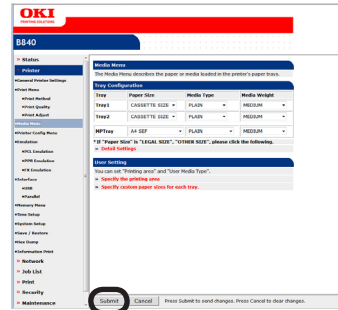 OKI
PRINTING SOLUTIONS
B840
Status
Printer
General Printer Settings
Print Menu
Print Method
Print Quality
Print Adjust
Media Menu
Printer Config Menu
Emulation
PCL Emulation
PPR Emulation
FX Emulation
Interface
USB
Parallel
Memory Menu
Time Setup
System Setup
Save / Restore
Hex Dump
Information Print
Network
Job List
Print
Security
Maintenance
Media Menu
The Media Menu describes the paper or media loaded in the printer's paper trays.
Tray Configuration
Tray Paper Size Media Type Media Weight
Tray1 CASSETTE SIZE PLAIN MEDIUM
Tray2 CASSETTE SIZE PLAIN MEDIUM
MPTray A4 SEF PLAIN MEDIUM
* If "Paper Size" is "LEGAL SIZE", "OTHER SIZE", please click the following.
Detail Settings
User Setting
You can set "Printing area" and "User Media Type".
Specify the printing area
Specify custom paper sizes for each tray.
Submit Cancel Press Submit to send changes. Press Cancel to clear changes.